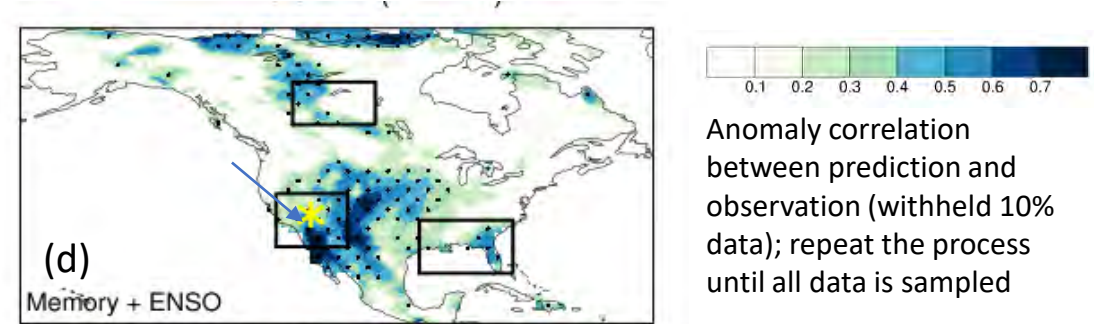 0.1 0.2 0.3 0.4 0.5 0.6 0.7
Anomaly correlation
between prediction and
observation (withheld 10%
data); repeat the process
until all data is sampled
(d)
Memory + ENSO